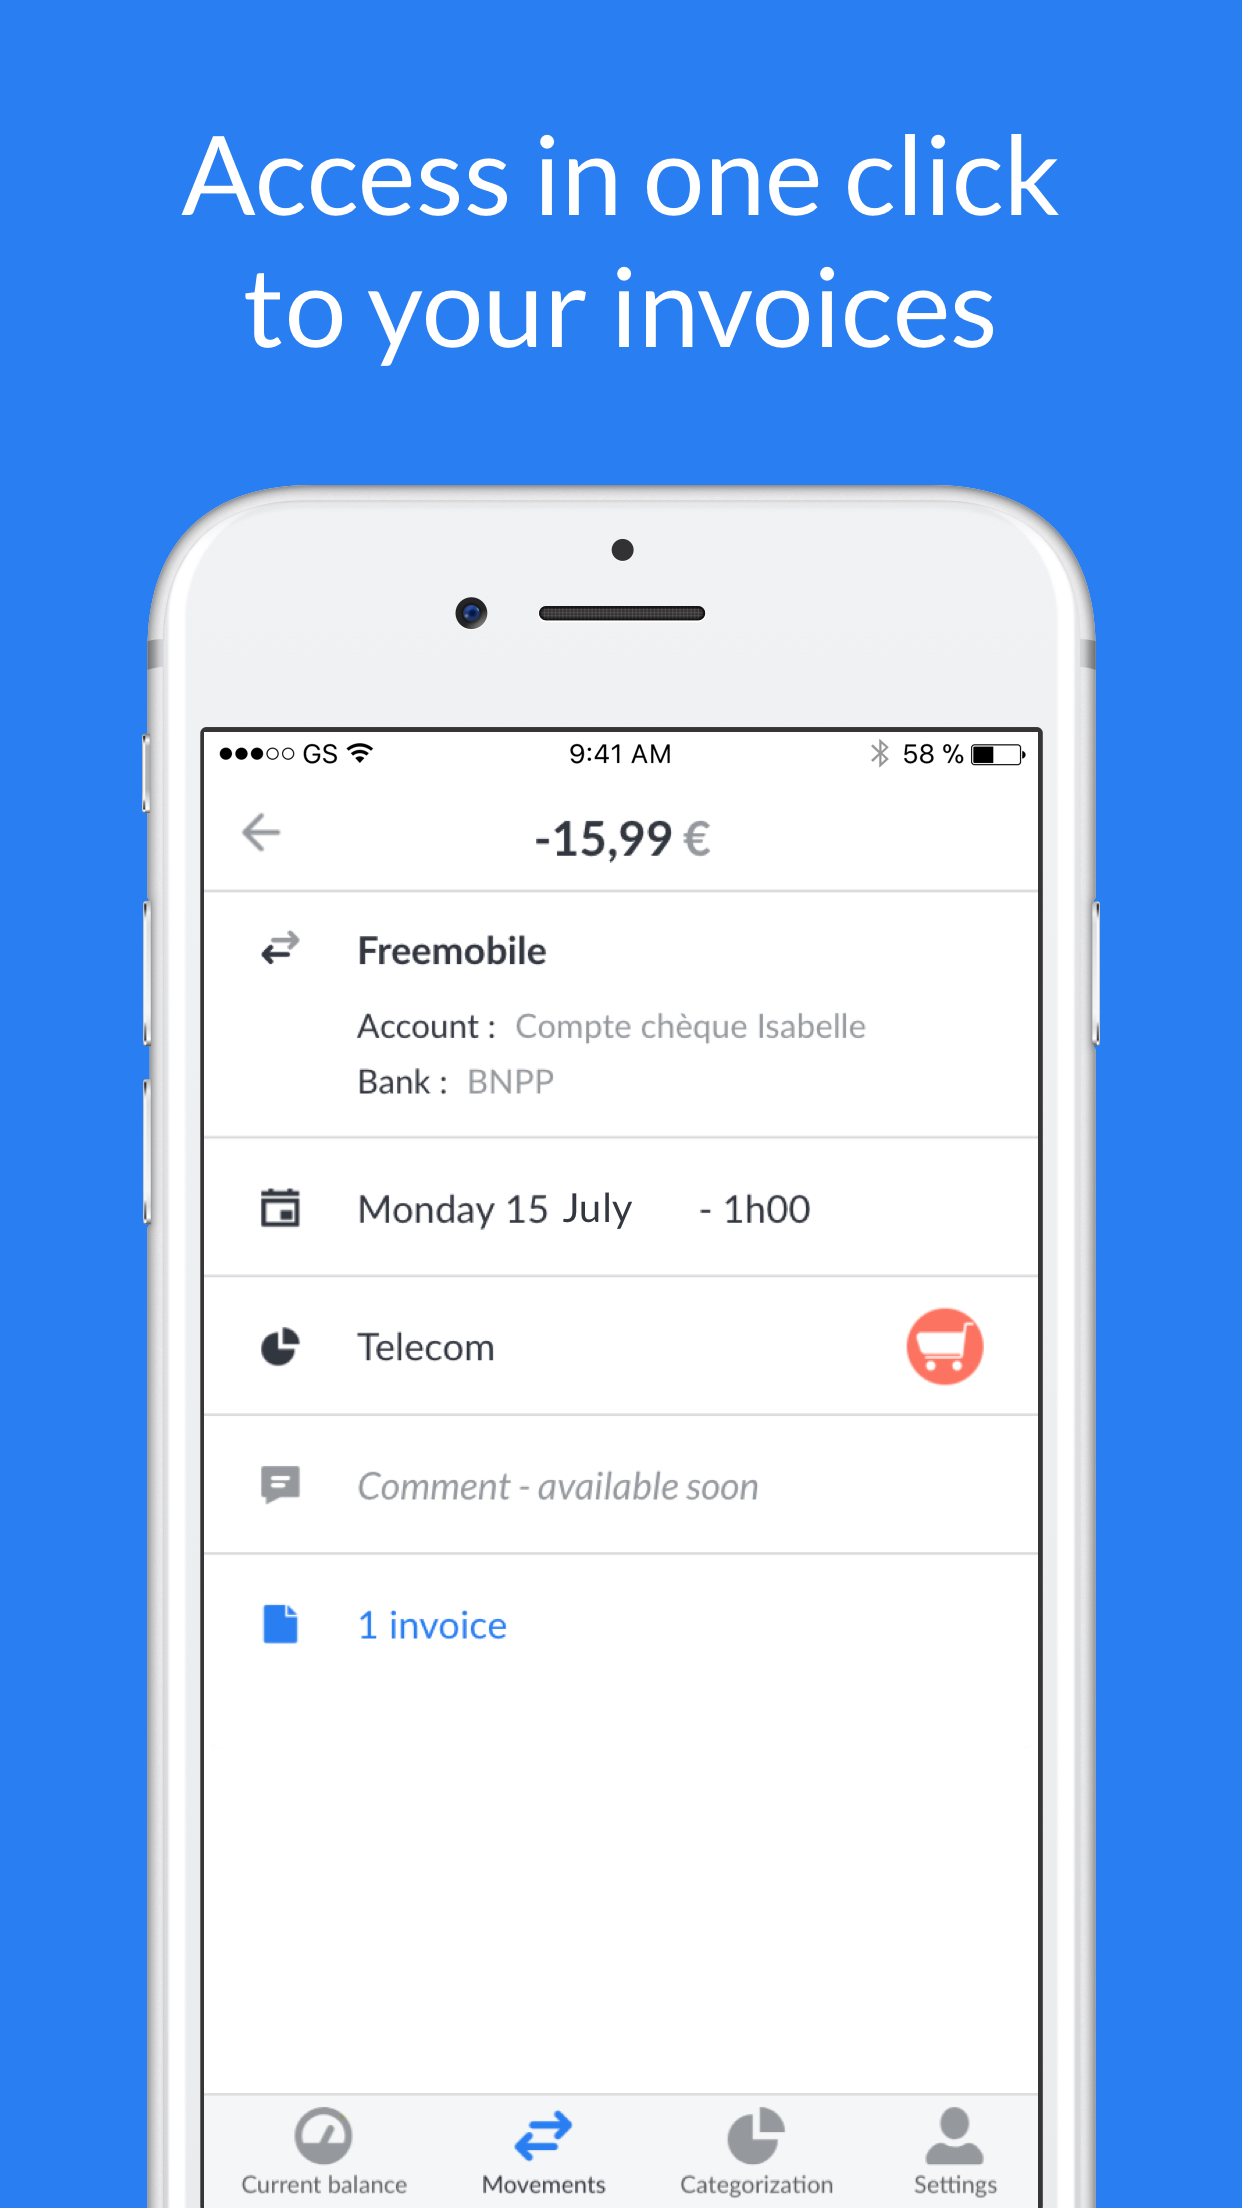 Access in one click
to your invoices
GS 9:41 AM 58 %
-15,99 €
Freemobile
Account : Compte chèque Isabelle
Bank : BNPP
Monday 15 July - 1h00
Telecom
Comment - available soon
1 invoice
Current balance Movements Categorization Settings